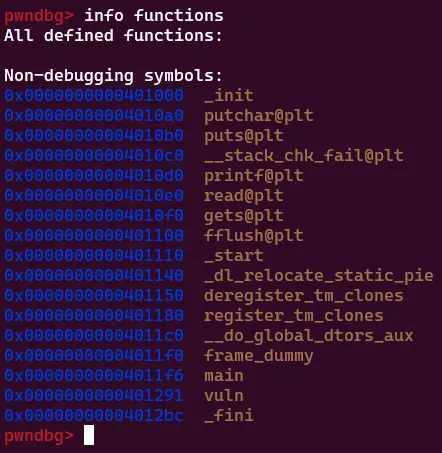 pwndbg> info functions
All defined functions:
Non-debugging symbols:
0x0000000000401000 _init
0x00000000004010a0 putchar@plt
0x00000000004010b0 puts@plt
0x00000000004010c0 __stack_chk_fail@plt
0x00000000004010d0 printf@plt
0x00000000004010e0 read@plt
0x00000000004010f0 gets@plt
0x0000000000401100 fflush@plt
0x0000000000401110 _start
0x0000000000401140 _dl_relocate_static_pie
0x0000000000401150 deregister_tm_clones
0x0000000000401180 register_tm_clones
0x00000000004011c0 __do_global_dtors_aux
0x00000000004011f0 frame_dummy
0x00000000004011f6 main
0x0000000000401291 vuln
0x00000000004012bc _fini
pwndbg>